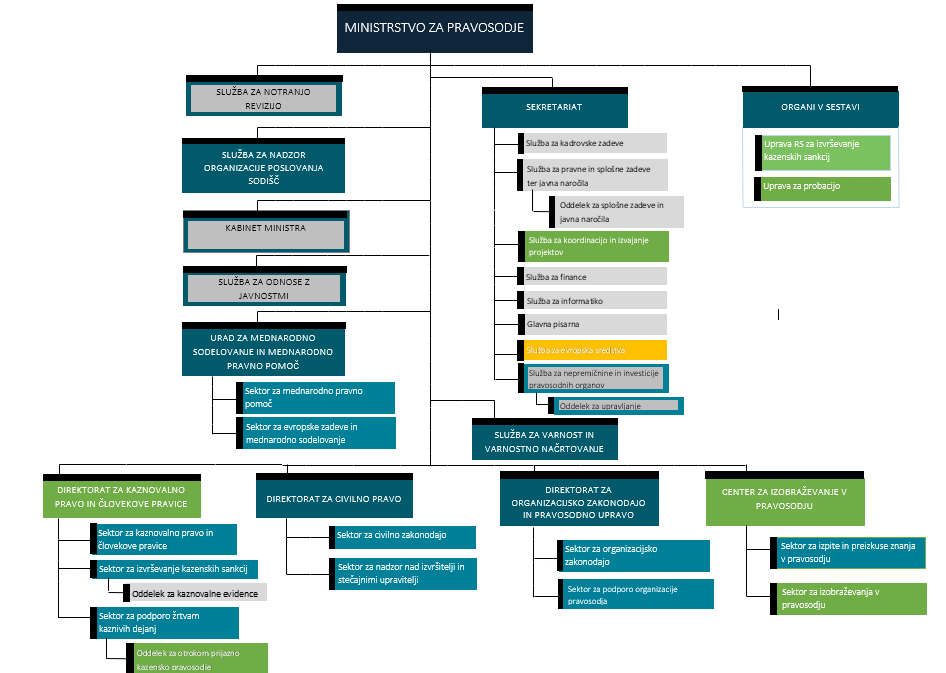 MINISTRSTVO ZA PRAVOSODJE
SLUŽBA ZA NOTRANJO
REVIZIJO
SLUŽBA ZA NADZOR
ORGANIZACIJE POSLOVANJA
SODIŠČ
KABINET MINISTRA
SLUŽBA ZA ODNOSE Z
JAVNOSTMI
URAD ZA MEDNARODNO
SODELOVANJE IN MEDNARODNO
PRAVNO POMOČ
Sektor za mednarodno pravno
pomoč
Sektor za evropske zadeve in
mednarodno sodelovanje
SEKRETARIAT
Služba za kadrovske zadeve
Služba za pravne in splošne zadeve
ter javna naročila
Oddelek za splošne zadeve in
javna naročila
Služba za koordinacijo in izvajanje
projektov
Služba za finance
Služba za informatiko
Glavna pisarna
Služba za evropska sredstva
Služba za nepremičnine in investicije
pravosodnih organov
Oddelek za upravljanje
ORGANI V SESTAVI
Uprava RS za izvrševanje
kazenskih sankcij
Uprava za probacijo
SLUŽBA ZA VARNOST IN
VARNOSTNO NAČRTOVANJE
DIREKTORAT ZA KAZNOVALNO
PRAVO IN ČLOVEKOVE PRAVICE
Sektor za kaznovalno pravo in
človekove pravice
Sektor za izvrševanje kazenskih sankcij
Oddelek za kaznovalne evidence
Sektor za podporo žrtvam
kaznivih dejanj
Oddelek za otrokom prijazno
kazensko pravosodje
DIREKTORAT ZA CIVILNO PRAVO
Sektor za civilno zakonodajo
Sektor za nadzor nad izvršitelji in
stečajnimi upravitelji
DIREKTORAT ZA
ORGANIZACIJSKO ZAKONODAJO
IN PRAVOSODNO UPRAVO
Sektor za organizacijsko
zakonodajo
Sektor za podporo organizacije
pravosodja
CENTER ZA IZOBRAŽEVANJE V
PRAVOSODJU
Sektor za izpite in preizkuse znanja
v pravosodju
Sektor za izobraževanja v
pravosodju